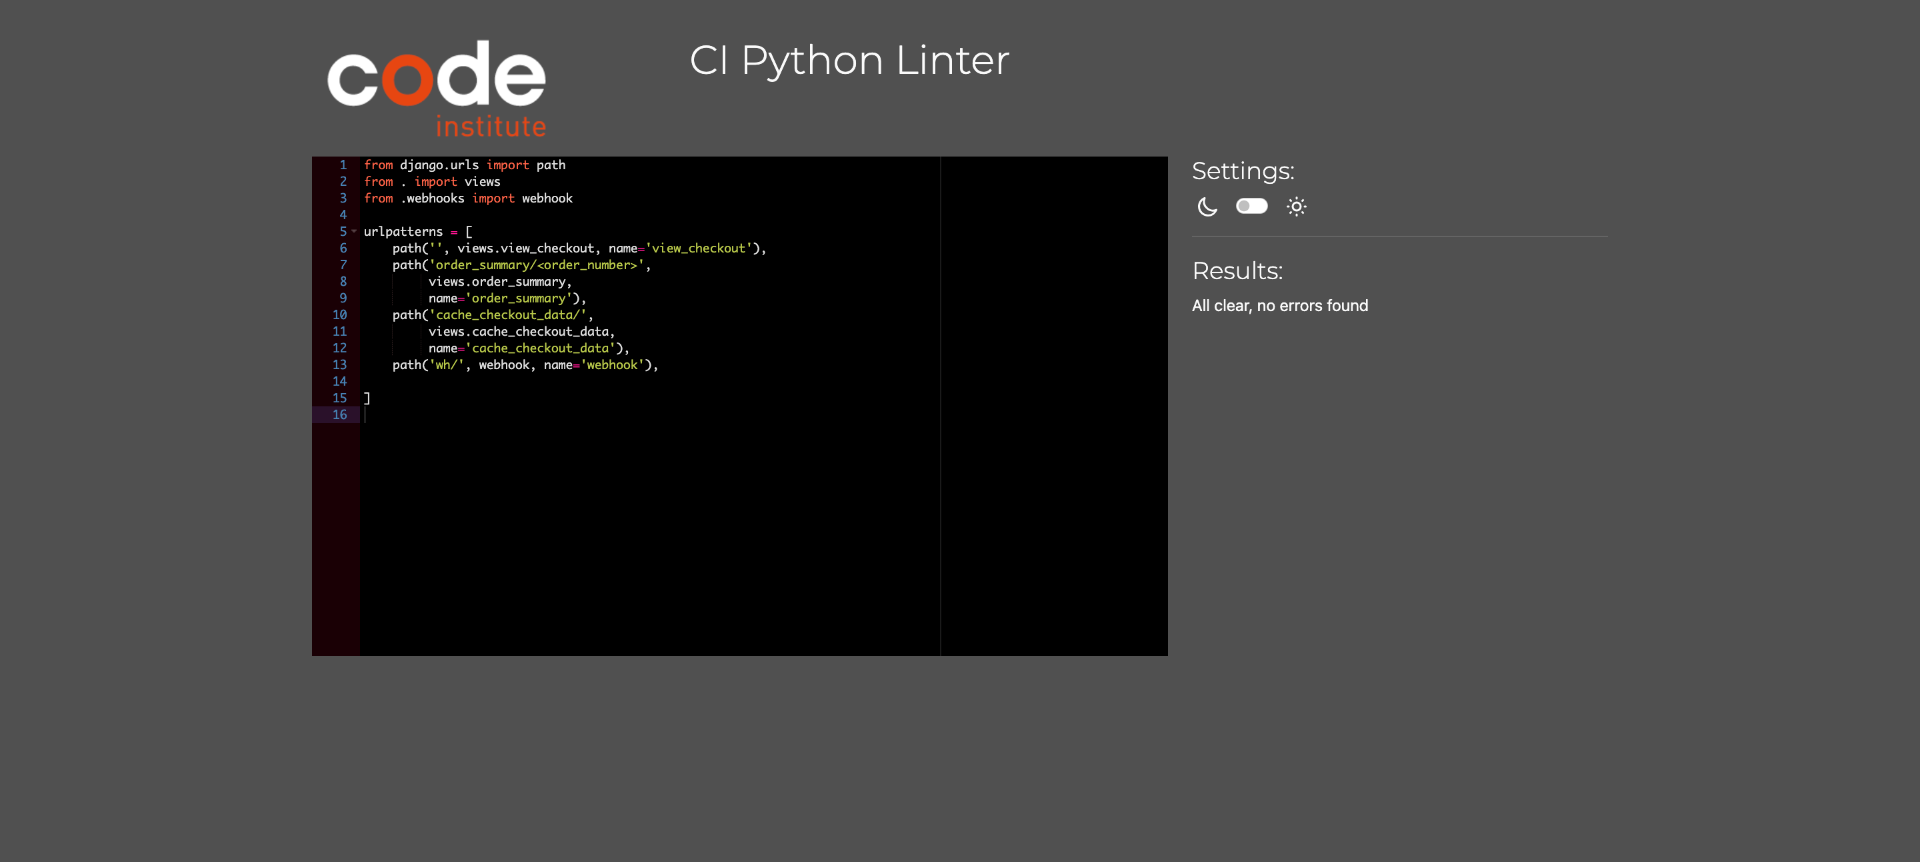 code
institute
CI Python Linter
1 from django.urls import path
2 from . import views
3 from .webhooks import webhook
4
5 urlpatterns = [
6     path('', views.view_checkout, name='view_checkout'),
7     path('order_summary/<order_number>',
8          views.order_summary,
9          name='order_summary'),
10     path('cache_checkout_data/',
11          views.cache_checkout_data,
12          name='cache_checkout_data'),
13     path('wh/', webhook, name='webhook'),
14
15 ]
16
Settings:
Results:
All clear, no errors found